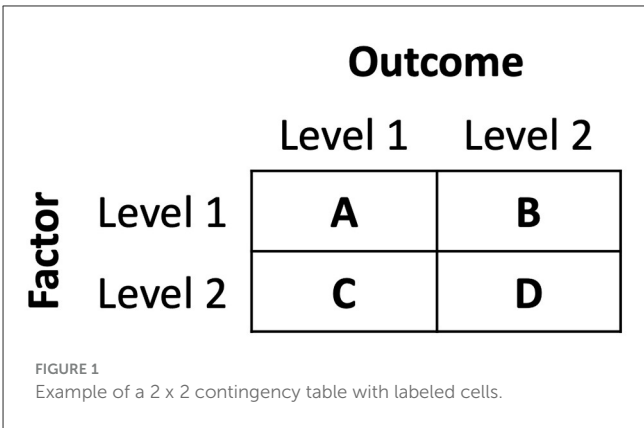 Outcome
Level 1 Level 2
Factor
Level 1 A B
Level 2 C D
FIGURE 1
Example of a 2 x 2 contingency table with labeled cells.